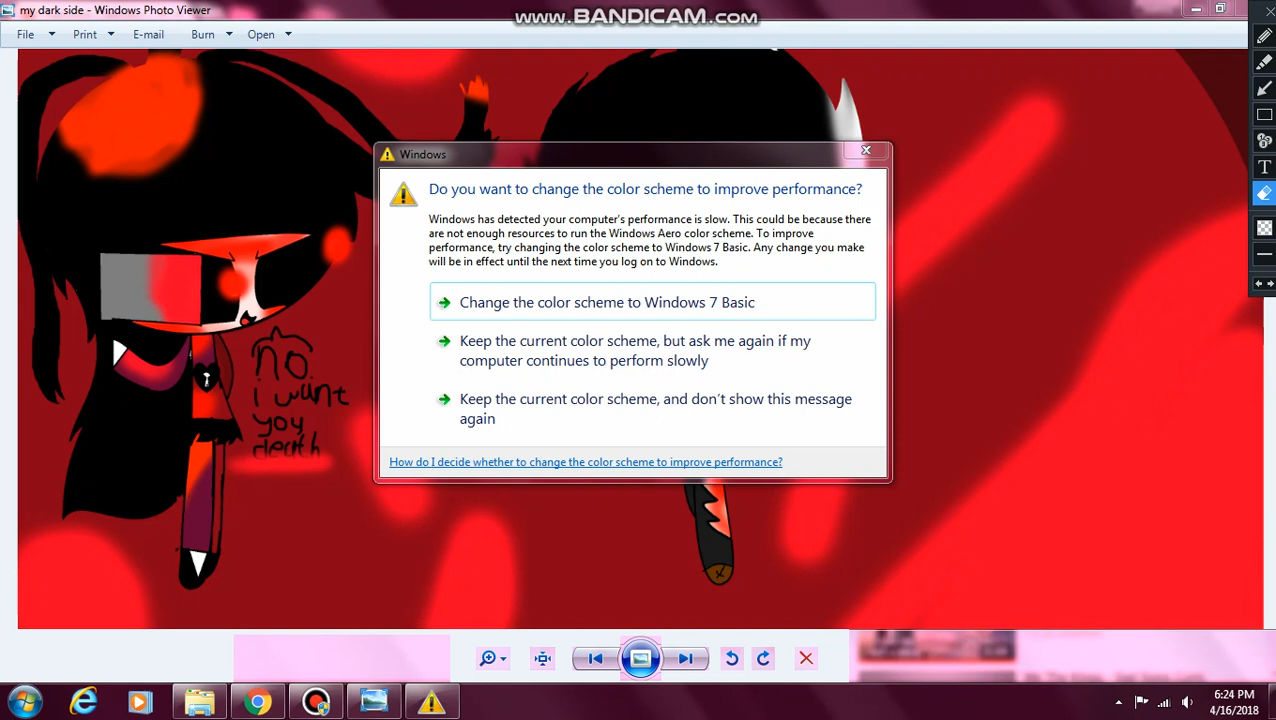 my dark side - Windows Photo Viewer
www.BANDICAM.com
File Print E-mail Burn Open
Windows
Do you want to change the color scheme to improve performance?
Windows has detected your computer's performance is slow. This could be because there
are not enough resources to run the Windows Aero color scheme. To improve
performance, try changing the color scheme to Windows 7 Basic. Any change you make
will be in effect until the next time you log on to Windows.
Change the color scheme to Windows 7 Basic
Keep the current color scheme, but ask me again if my
computer continues to perform slowly
Keep the current color scheme, and don't show this message
again
How do I decide whether to change the color scheme to improve performance?
no
i want
yoy
death
T
6:24 PM
4/16/2018